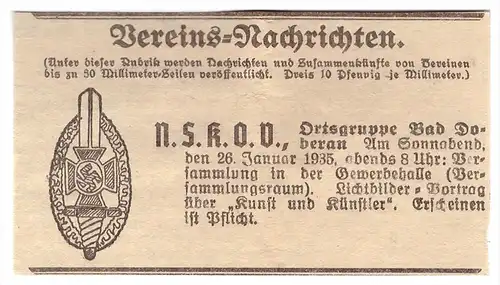 Vereins-Nachrichten.
(Unter dieser Rubrik werden Nachrichten und Zusammenkünfte von Vereinen
bis zu 30 Millimeter-Zeilen veröffentlicht. Preis 10 Pfennig je Millimeter.)
N.S.K.O.V., Ortsgruppe Bad Do-
beran Am Sonnabend,
den 26. Januar 1935, abends 8 Uhr: Ver-
sammlung in der Gewerbehalle (Ver-
sammlungsraum). Lichtbilder-Vortrag
über „Kunst und Künstler“. Erscheinen
ist Pflicht.